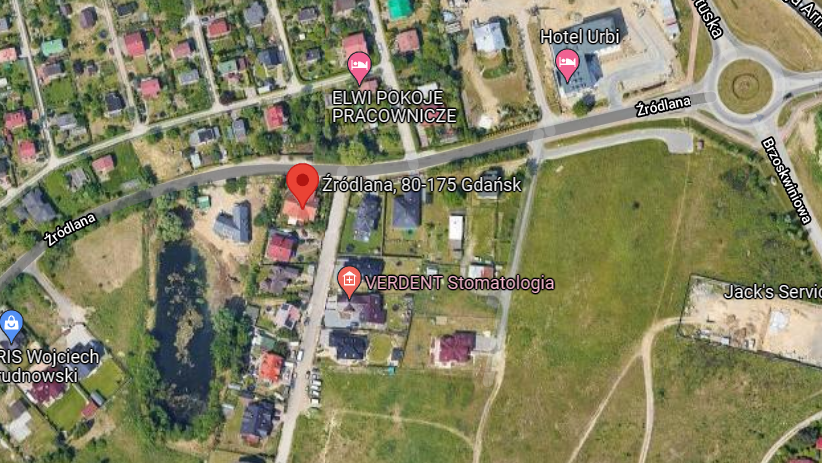 tuska
Arm
Hotel Urbi
ELWI POKOJE
PRACOWNICZE
Źródlana
Brzoskwiniowa
Źródlana, 80-175 Gdańsk
Źródlana
VERDENT Stomatologia
Jack's Servic
RIS Wojciech
rudnowski